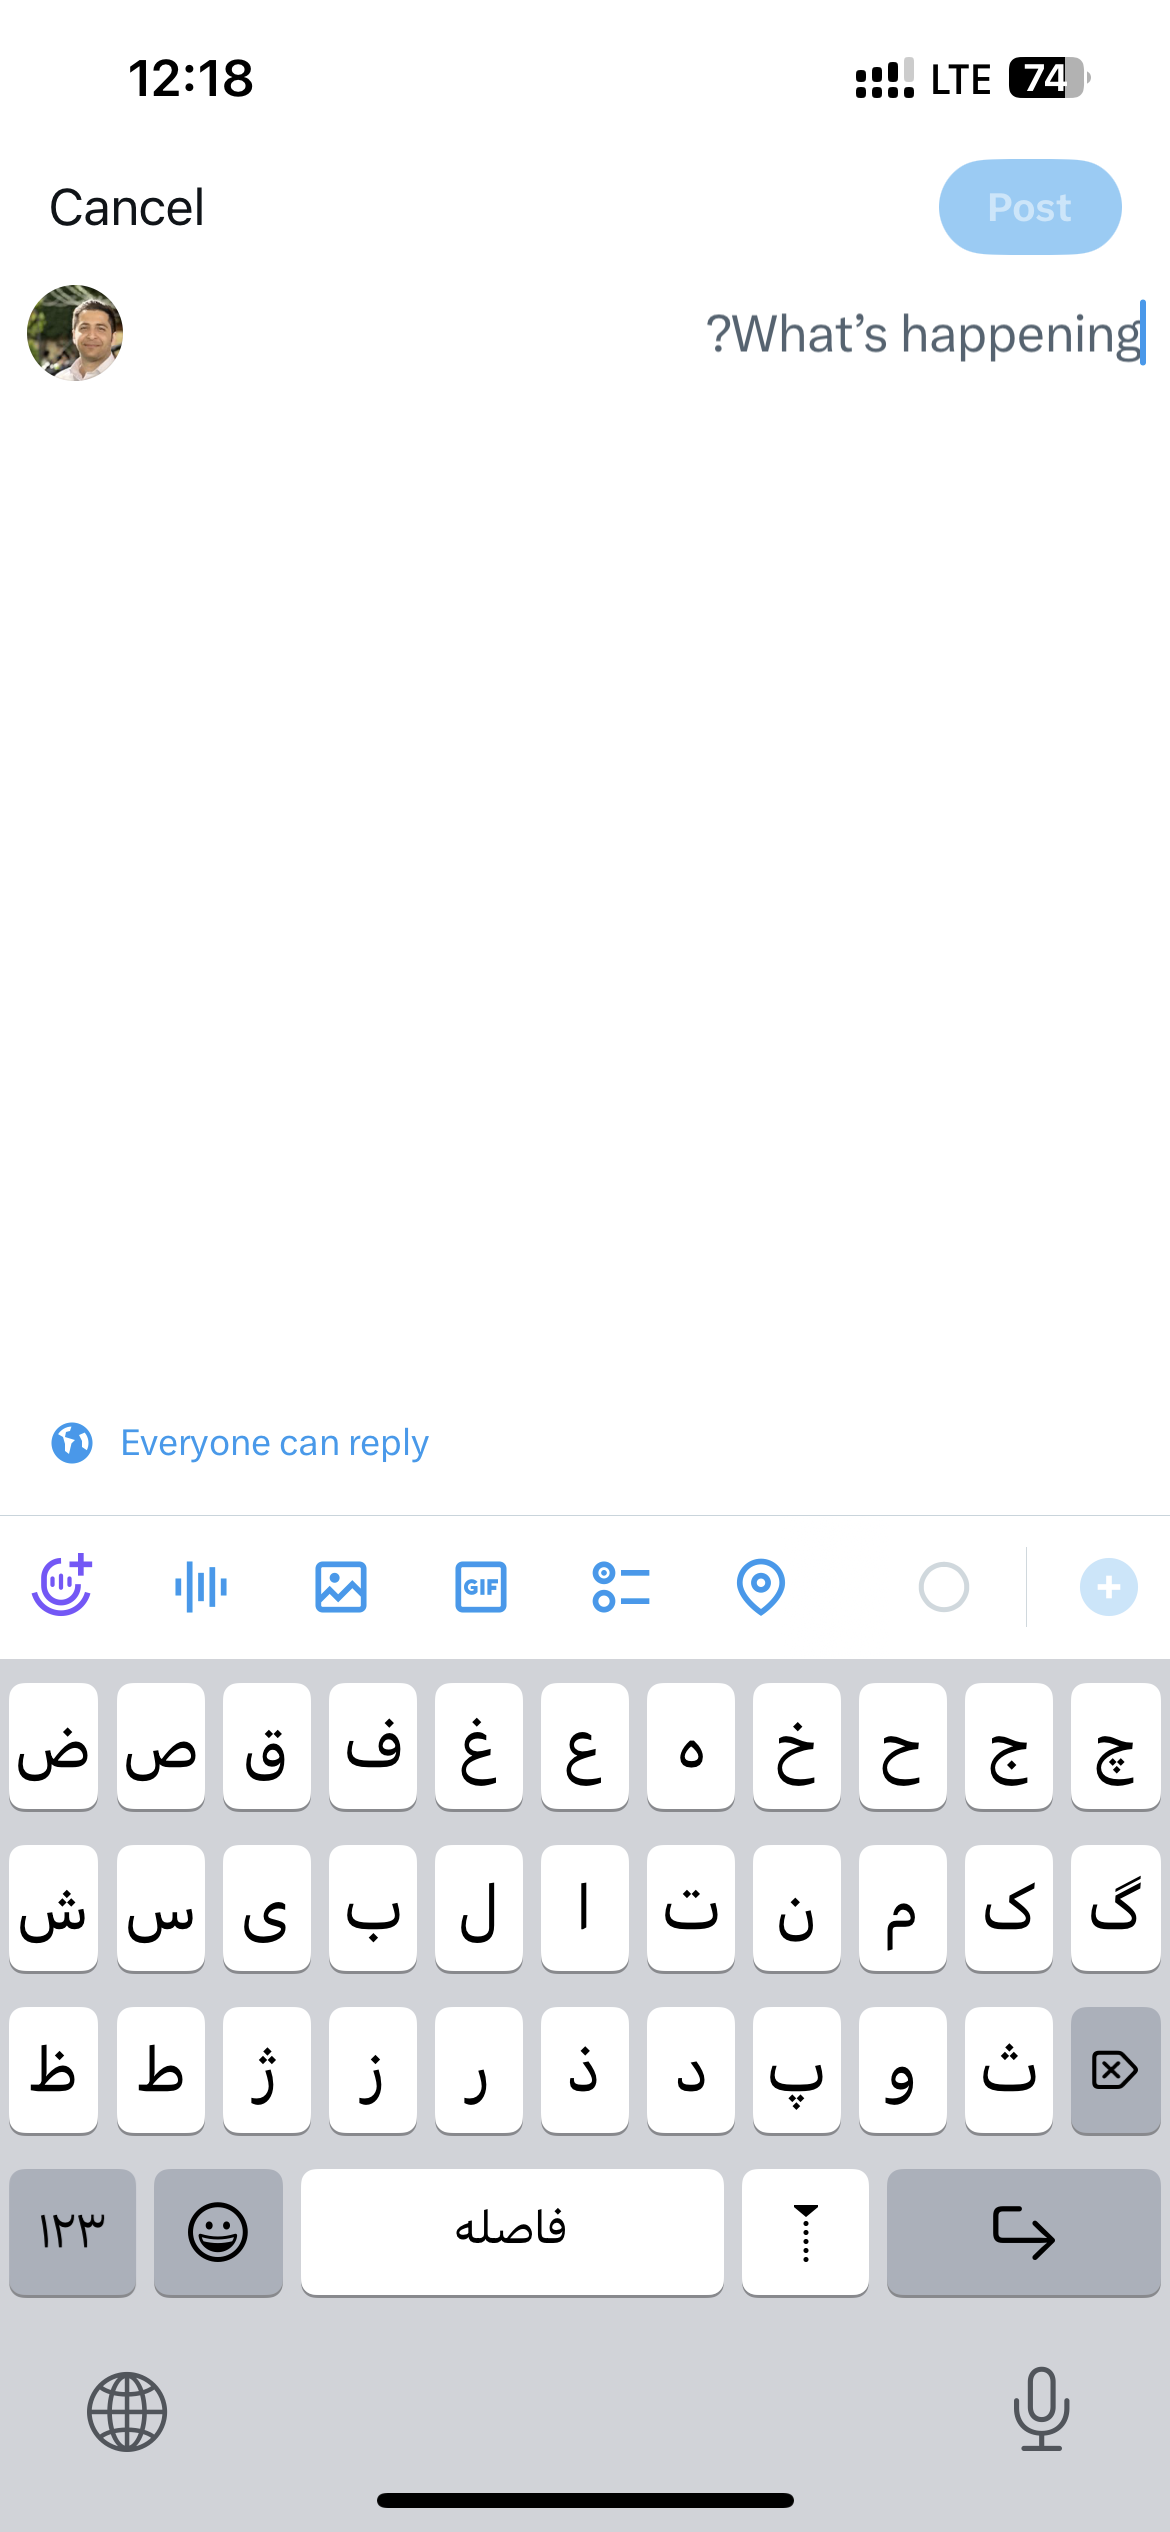 12:18 LTE 74
Cancel Post
?What’s happening
Everyone can reply
GIF
ض ص ق ف غ ع ه خ ح ج چ
ش س ی ب ل ا ت ن م ک گ
ظ ط ژ ز ر ذ د پ و ث
۱۲۳ فاصله